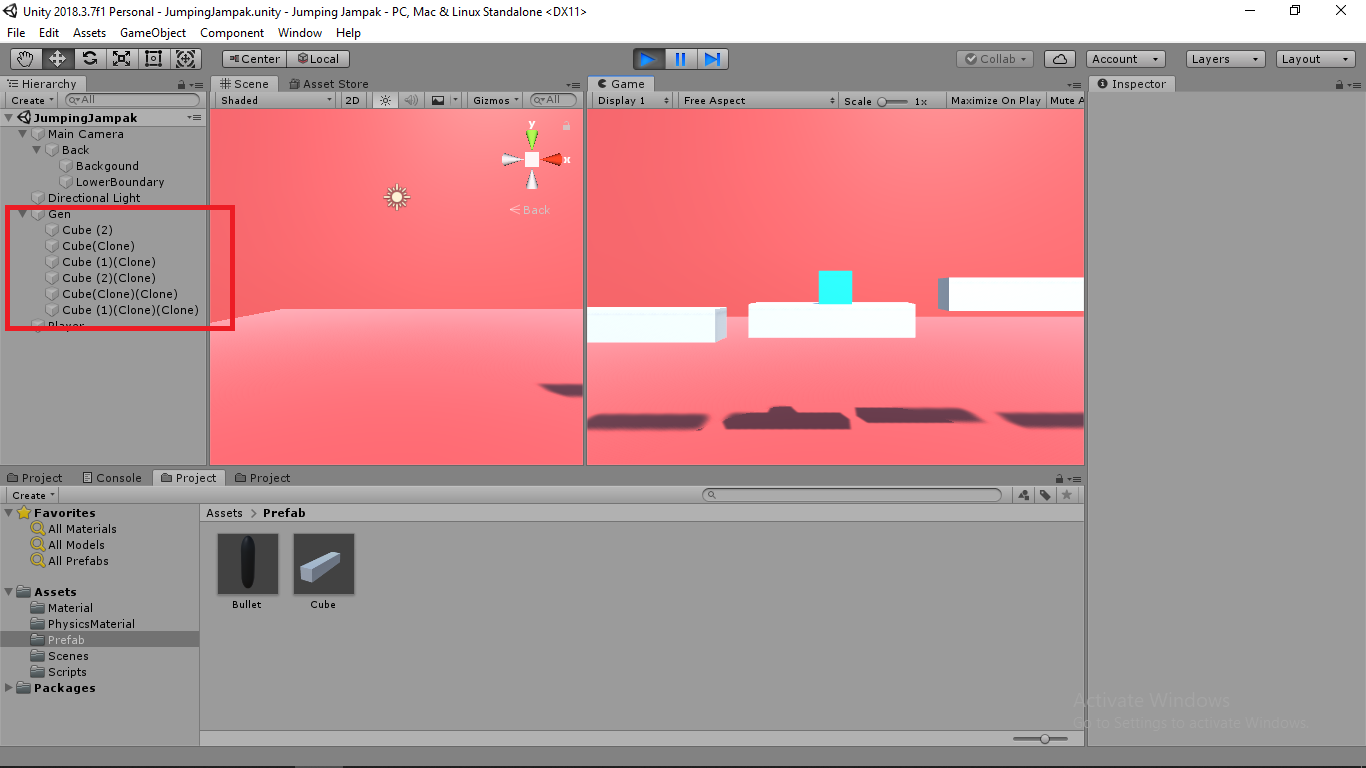 Unity 2018.3.7f1 Personal - JumpingJampak.unity - Jumping Jampak - PC, Mac & Linux Standalone <DX11>
File Edit Assets GameObject Component Window Help
Center Local Collab Account Layers Layout
Hierarchy Scene Asset Store Game Inspector
Create All Shaded 2D Gizmos All Display 1 Free Aspect Scale 1x Maximize On Play Mute A
JumpingJampak
Main Camera
Back
Backgound
LowerBoundary
Directional Light
Gen
Cube (2)
Cube(Clone)
Cube (1)(Clone)
Cube (2)(Clone)
Cube(Clone)(Clone)
Cube (1)(Clone)(Clone)
Player
y
x
Back
Project Console Project Project
Create
Favorites
All Materials
All Models
All Prefabs
Assets
Material
PhysicsMaterial
Prefab
Scenes
Scripts
Packages
Assets > Prefab
Bullet Cube
Activate Windows
Go to Settings to activate Windows.